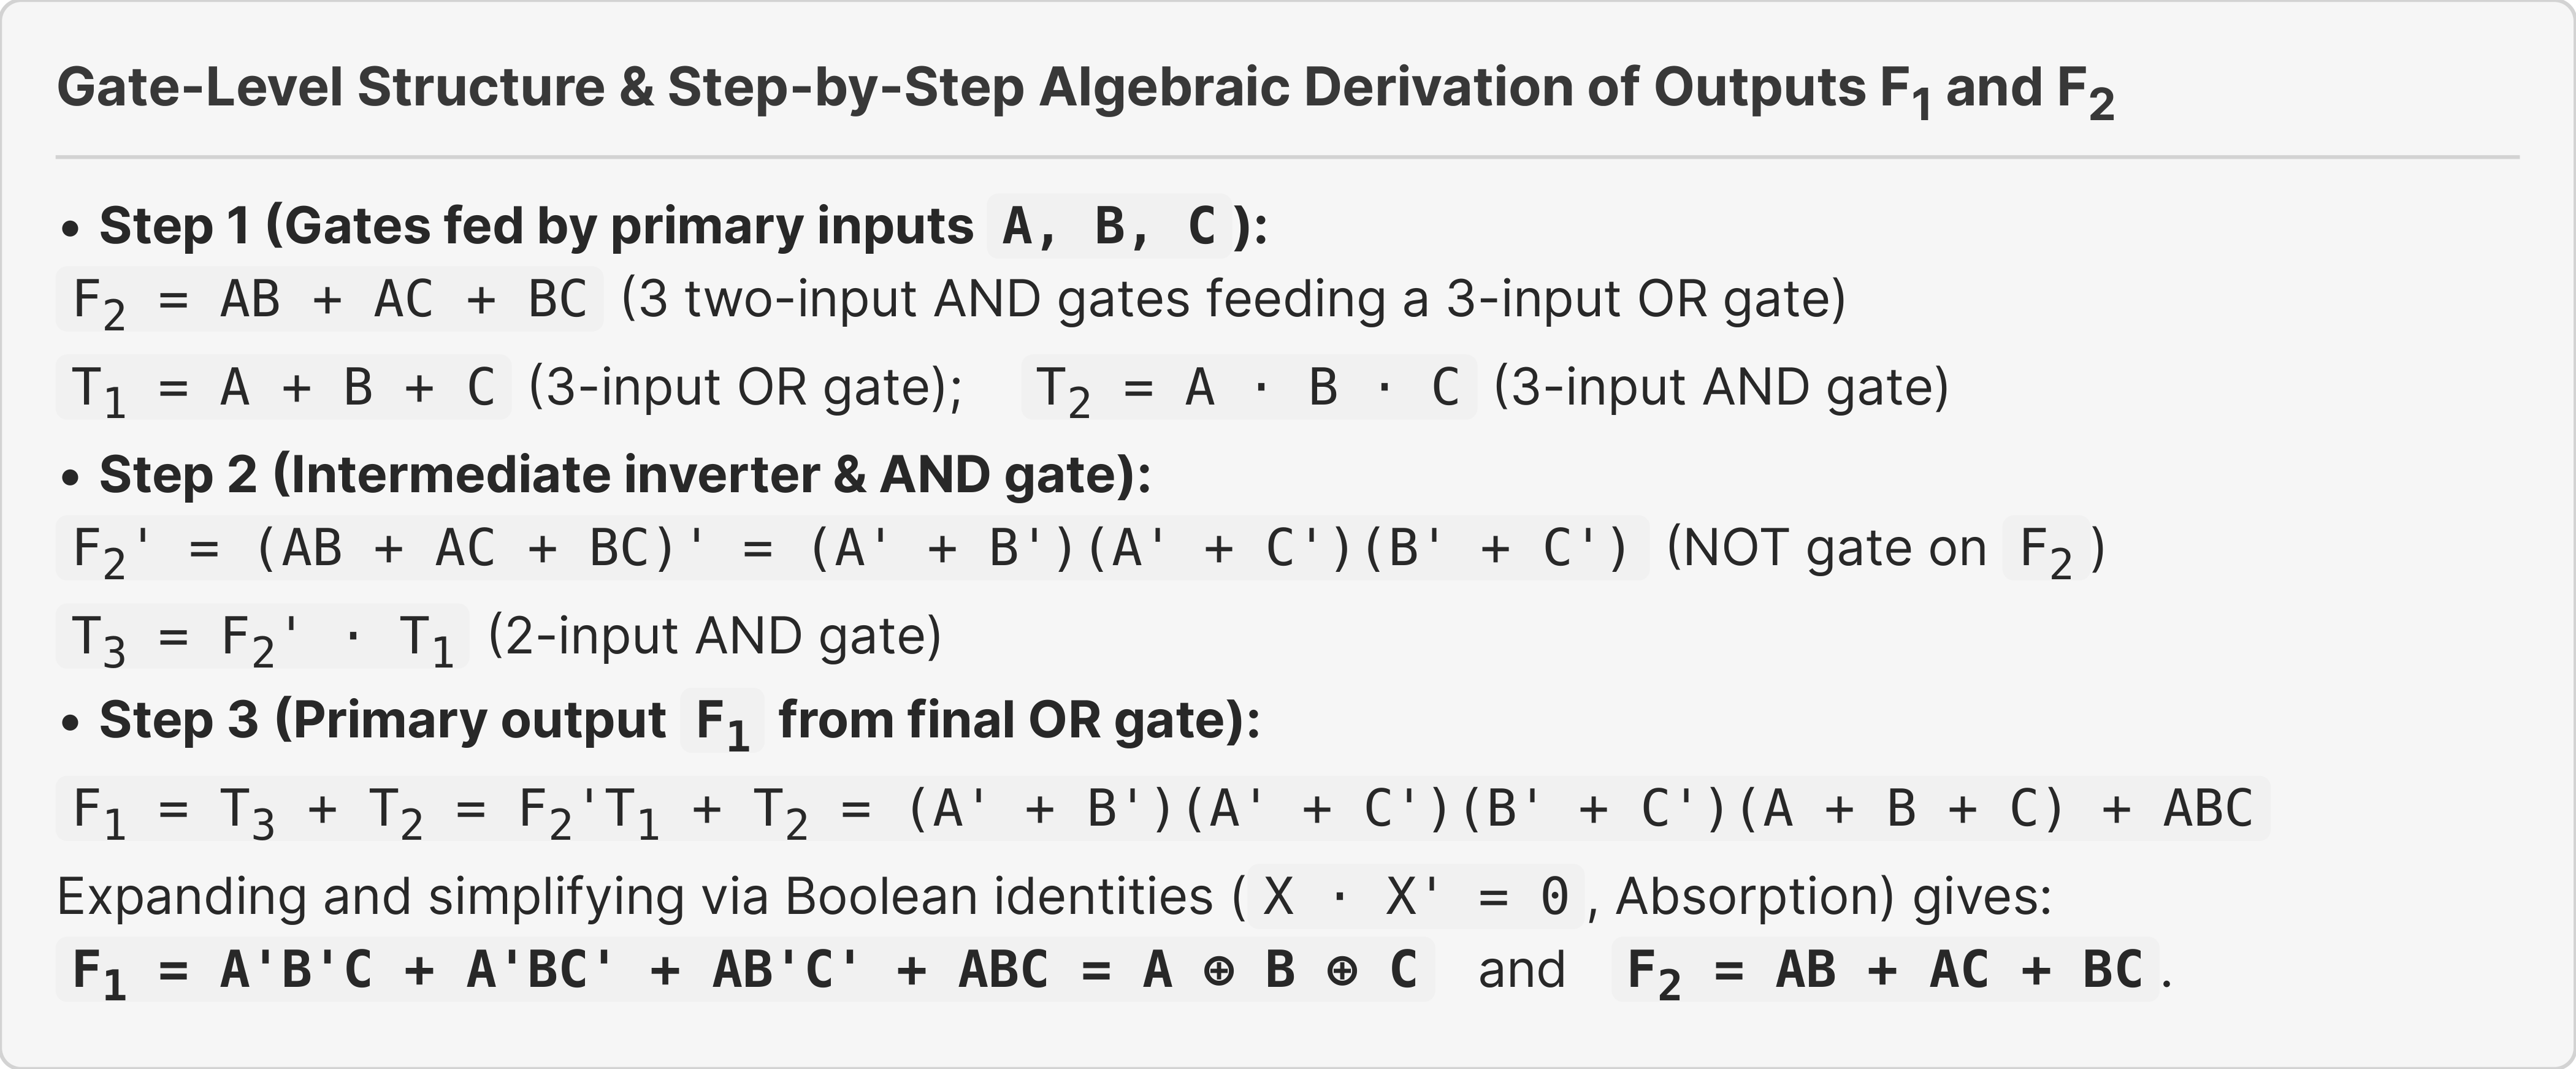 Gate-Level Structure & Step-by-Step Algebraic Derivation of Outputs F₁ and F₂
• Step 1 (Gates fed by primary inputs A, B, C):
F₂ = AB + AC + BC (3 two-input AND gates feeding a 3-input OR gate)
T₁ = A + B + C (3-input OR gate); T₂ = A · B · C (3-input AND gate)
• Step 2 (Intermediate inverter & AND gate):
F₂' = (AB + AC + BC)' = (A' + B')(A' + C')(B' + C') (NOT gate on F₂)
T₃ = F₂' · T₁ (2-input AND gate)
• Step 3 (Primary output F₁ from final OR gate):
F₁ = T₃ + T₂ = F₂'T₁ + T₂ = (A' + B')(A' + C')(B' + C')(A + B + C) + ABC
Expanding and simplifying via Boolean identities (X · X' = 0, Absorption) gives:
F₁ = A'B'C + A'BC' + AB'C' + ABC = A ⊕ B ⊕ C and F₂ = AB + AC + BC.